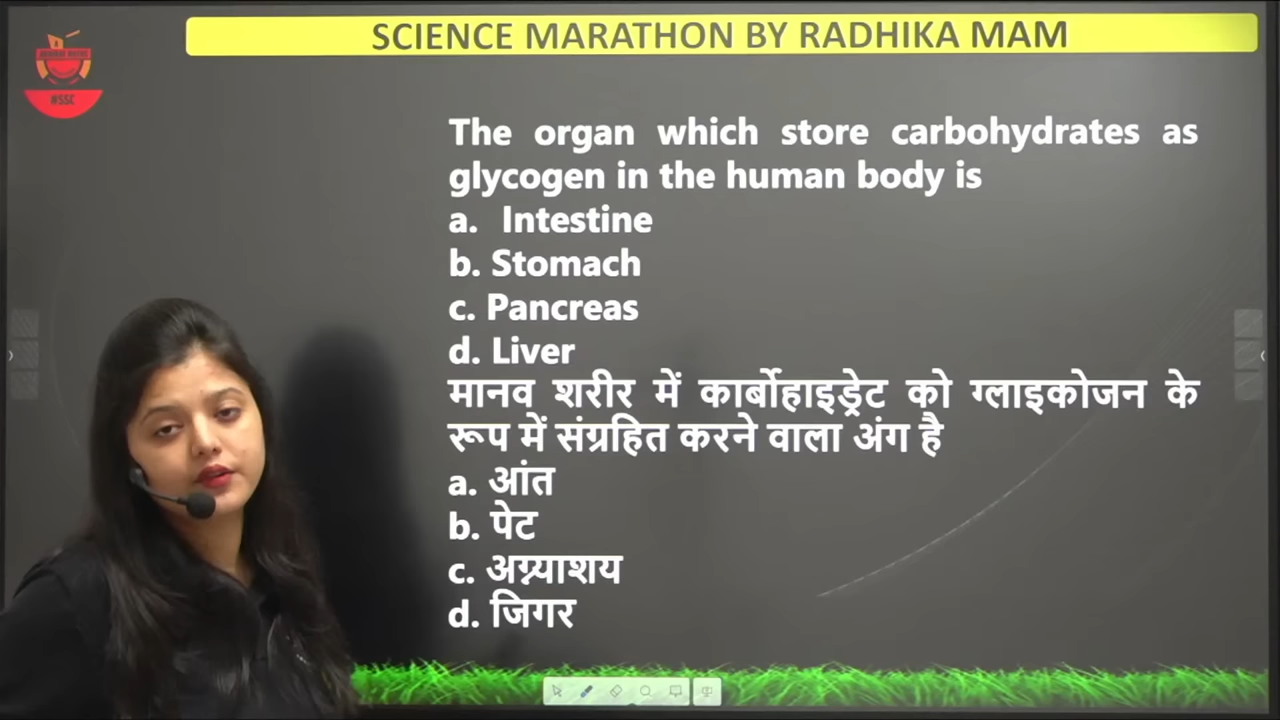 SCIENCE MARATHON BY RADHIKA MAM
#SSC
The organ which store carbohydrates as
glycogen in the human body is
a. Intestine
b. Stomach
c. Pancreas
d. Liver
मानव शरीर में कार्बोहाइड्रेट को ग्लाइकोजन के
रूप में संग्रहित करने वाला अंग है
a. आंत
b. पेट
c. अग्न्याशय
d. जिगर